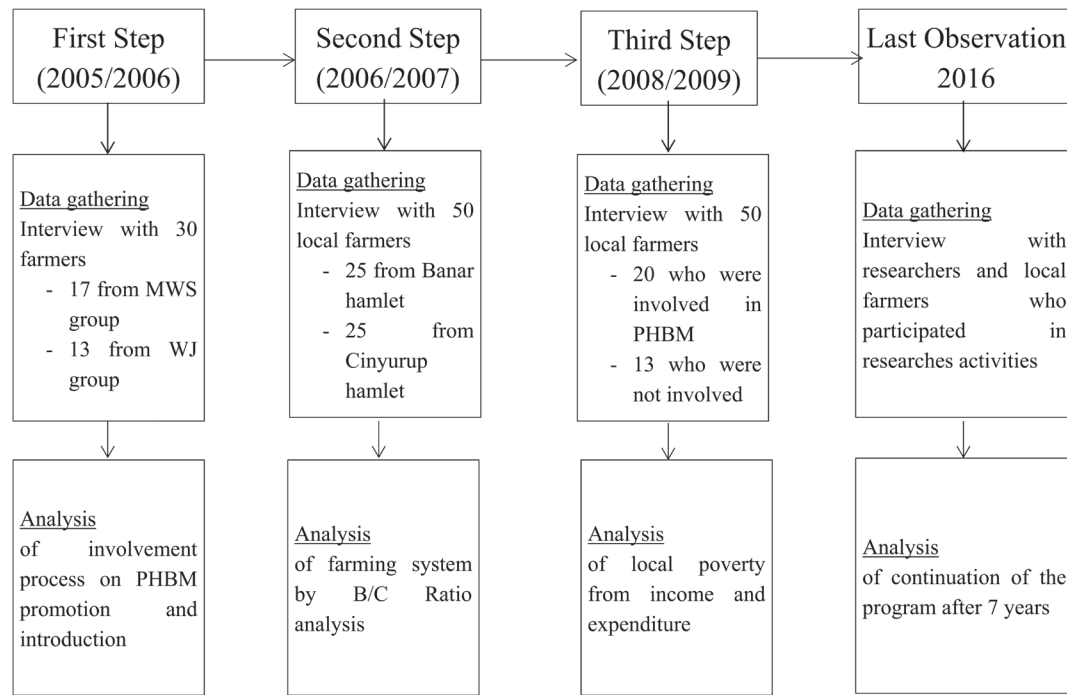 First Step
(2005/2006)
Second Step
(2006/2007)
Third Step
(2008/2009)
Last Observation
2016
Data gathering
Interview with 30
farmers
- 17 from MWS
group
- 13 from WJ
group
Data gathering
Interview with 50
local farmers
- 25 from Banar
hamlet
- 25 from
Cinyurup
hamlet
Data gathering
Interview with 50
local farmers
- 20 who were
involved in
PHBM
- 13 who were
not involved
Data gathering
Interview with
researchers and local
farmers who
participated in
researches activities
Analysis
of involvement
process on PHBM
promotion and
introduction
Analysis
of farming system
by B/C Ratio
analysis
Analysis
of local poverty
from income and
expenditure
Analysis
of continuation of the
program after 7 years